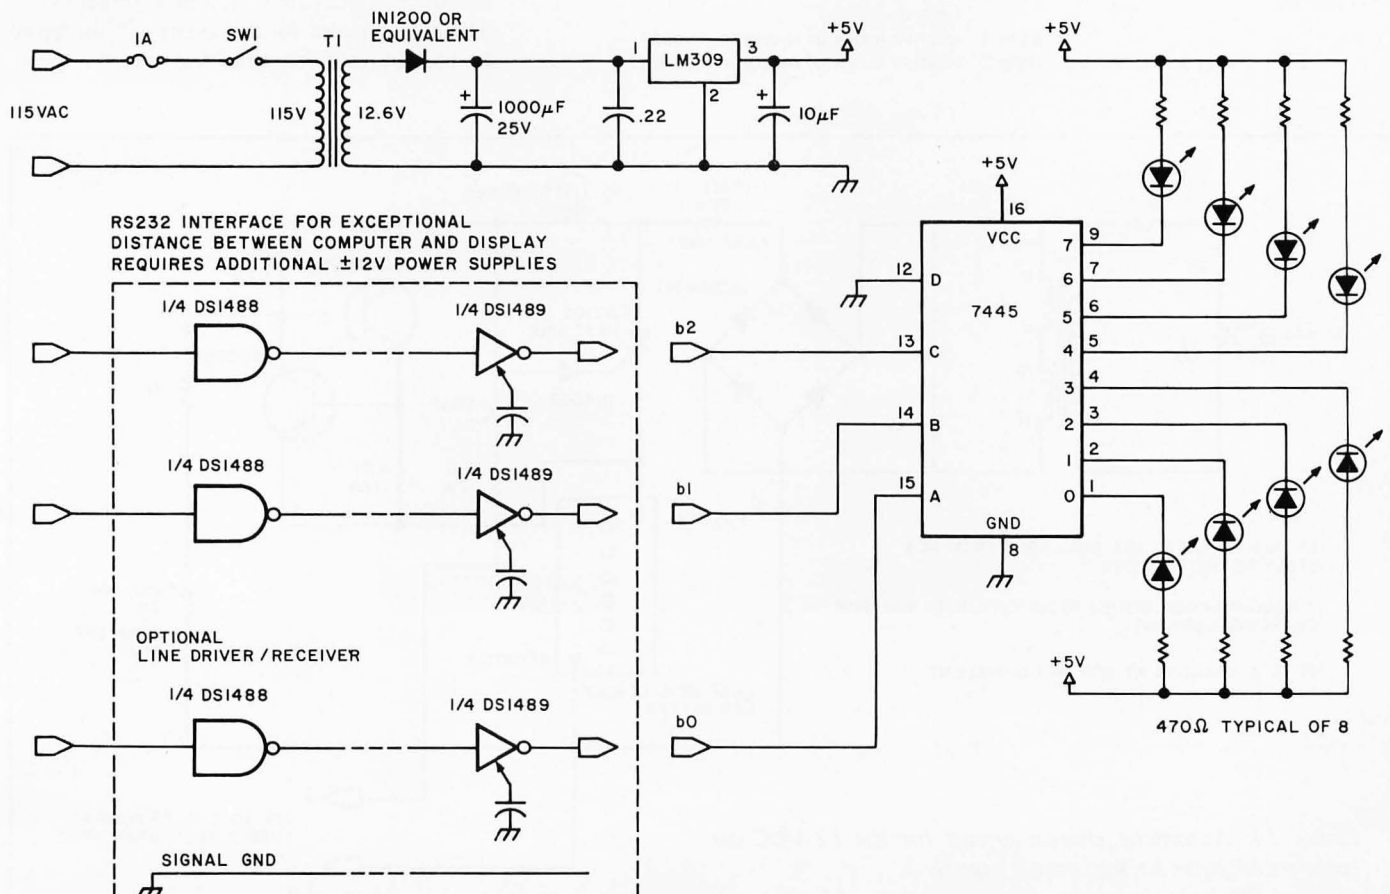 IN1200 OR
EQUIVALENT
1A
SW1
T1
115VAC
115V
12.6V
+
1000µF
25V
.22
1
LM309
3
2
+
10µF
+5V
+5V
RS232 INTERFACE FOR EXCEPTIONAL
DISTANCE BETWEEN COMPUTER AND DISPLAY
REQUIRES ADDITIONAL ±12V POWER SUPPLIES
1/4 DS1488
1/4 DS1489
1/4 DS1488
1/4 DS1489
OPTIONAL
LINE DRIVER/RECEIVER
1/4 DS1488
1/4 DS1489
SIGNAL GND
b2
b1
b0
+5V
16
VCC
7445
12 D
13 C
14 B
15 A
GND
8
7 9
6 7
5 6
4 5
3 4
2 3
1 2
0 1
+5V
470Ω TYPICAL OF 8